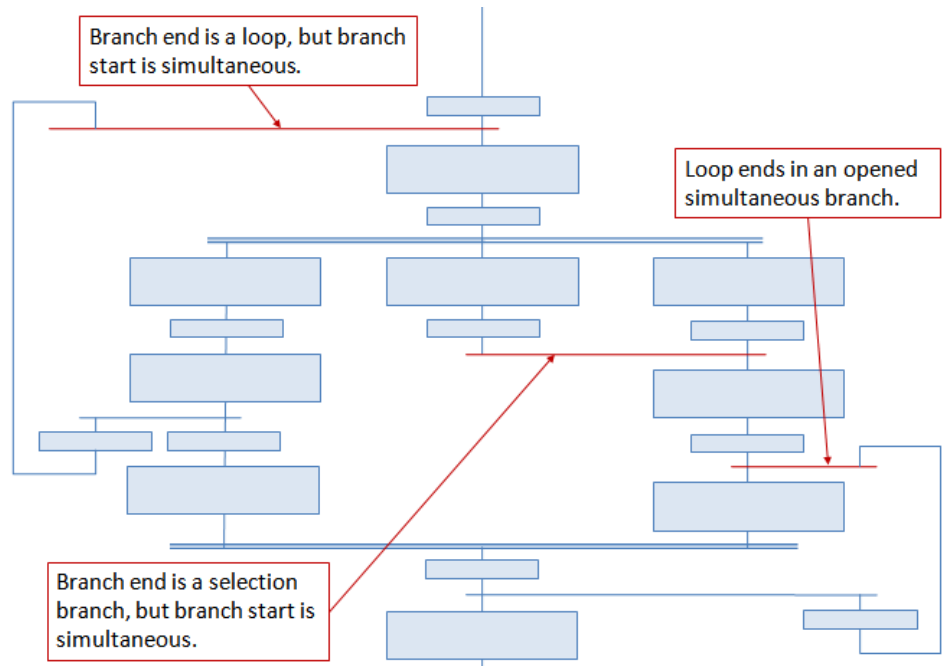 Branch end is a loop, but branch
start is simultaneous.
Loop ends in an opened
simultaneous branch.
Branch end is a selection
branch, but branch start is
simultaneous.